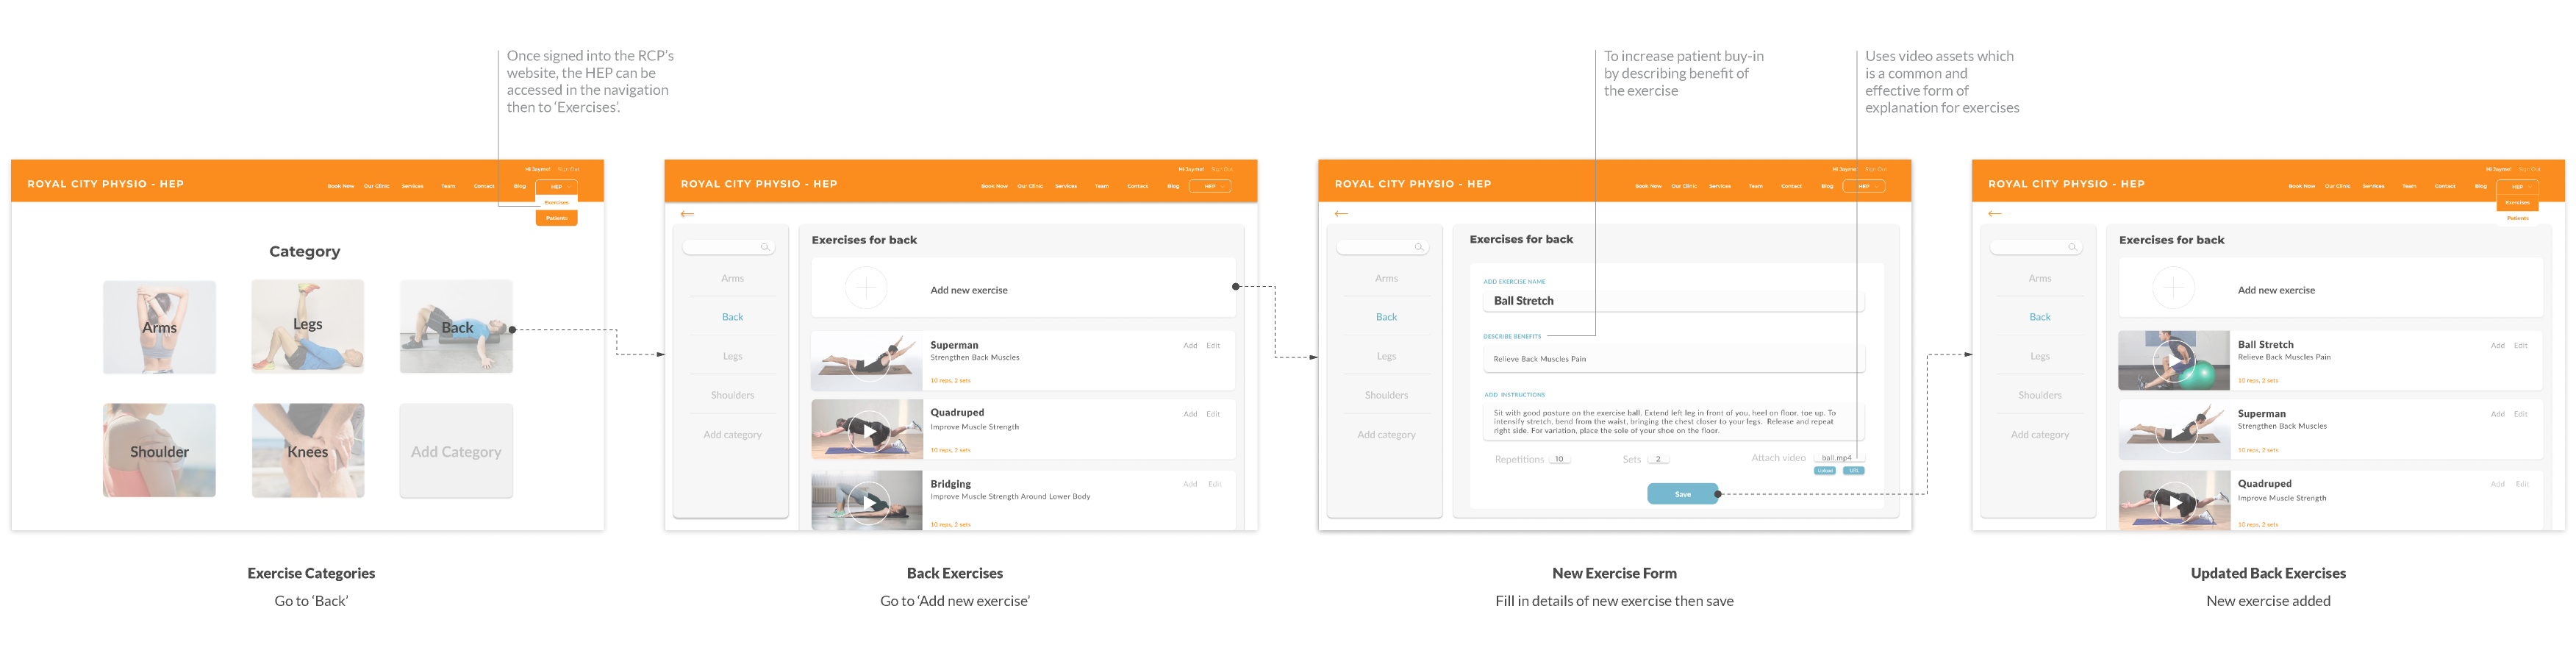 Once signed into the RCP's
website, the HEP can be
accessed in the navigation
then to 'Exercises'.
To increase patient buy-in
by describing benefit of
the exercise
Uses video assets which
is a common and
effective form of
explanation for exercises
Hi Jayme! Sign Out
ROYAL CITY PHYSIO - HEP
Book Now Our Clinic Services Team Contact Blog HEP
Exercises
Patients
Category
Arms
Legs
Back
Shoulder
Knees
Add Category
Exercise Categories
Go to 'Back'
Hi Jayme! Sign Out
ROYAL CITY PHYSIO - HEP
Book Now Our Clinic Services Team Contact Blog HEP
Arms
Back
Legs
Shoulders
Add category
Exercises for back
Add new exercise
Superman
Add Edit
Strengthen Back Muscles
10 reps, 2 sets
Quadruped
Add Edit
Improve Muscle Strength
10 reps, 2 sets
Bridging
Add Edit
Improve Muscle Strength Around Lower Body
10 reps, 2 sets
Back Exercises
Go to 'Add new exercise'
Hi Jayme! Sign Out
ROYAL CITY PHYSIO - HEP
Book Now Our Clinic Services Team Contact Blog HEP
Arms
Back
Legs
Shoulders
Add category
Exercises for back
ADD EXERCISE NAME
Ball Stretch
DESCRIBE BENEFITS
Relieve Back Muscles Pain
ADD INSTRUCTIONS
Sit with good posture on the exercise ball. Extend left leg in front of you, heel on floor, toe up. To
intensify stretch, bend from the waist, bringing the chest closer to your legs. Release and repeat
right side. For variation, place the sole of your shoe on the floor.
Repetitions 10 Sets 2 Attach video ball.mp4
Upload URL
Save
New Exercise Form
Fill in details of new exercise then save
Hi Jayme! Sign Out
ROYAL CITY PHYSIO - HEP
Book Now Our Clinic Services Team Contact Blog HEP
Exercises
Patients
Arms
Back
Legs
Shoulders
Add category
Exercises for back
Add new exercise
Ball Stretch
Add Edit
Relieve Back Muscles Pain
10 reps, 2 sets
Superman
Add Edit
Strengthen Back Muscles
10 reps, 2 sets
Quadruped
Add Edit
Improve Muscle Strength
10 reps, 2 sets
Updated Back Exercises
New exercise added